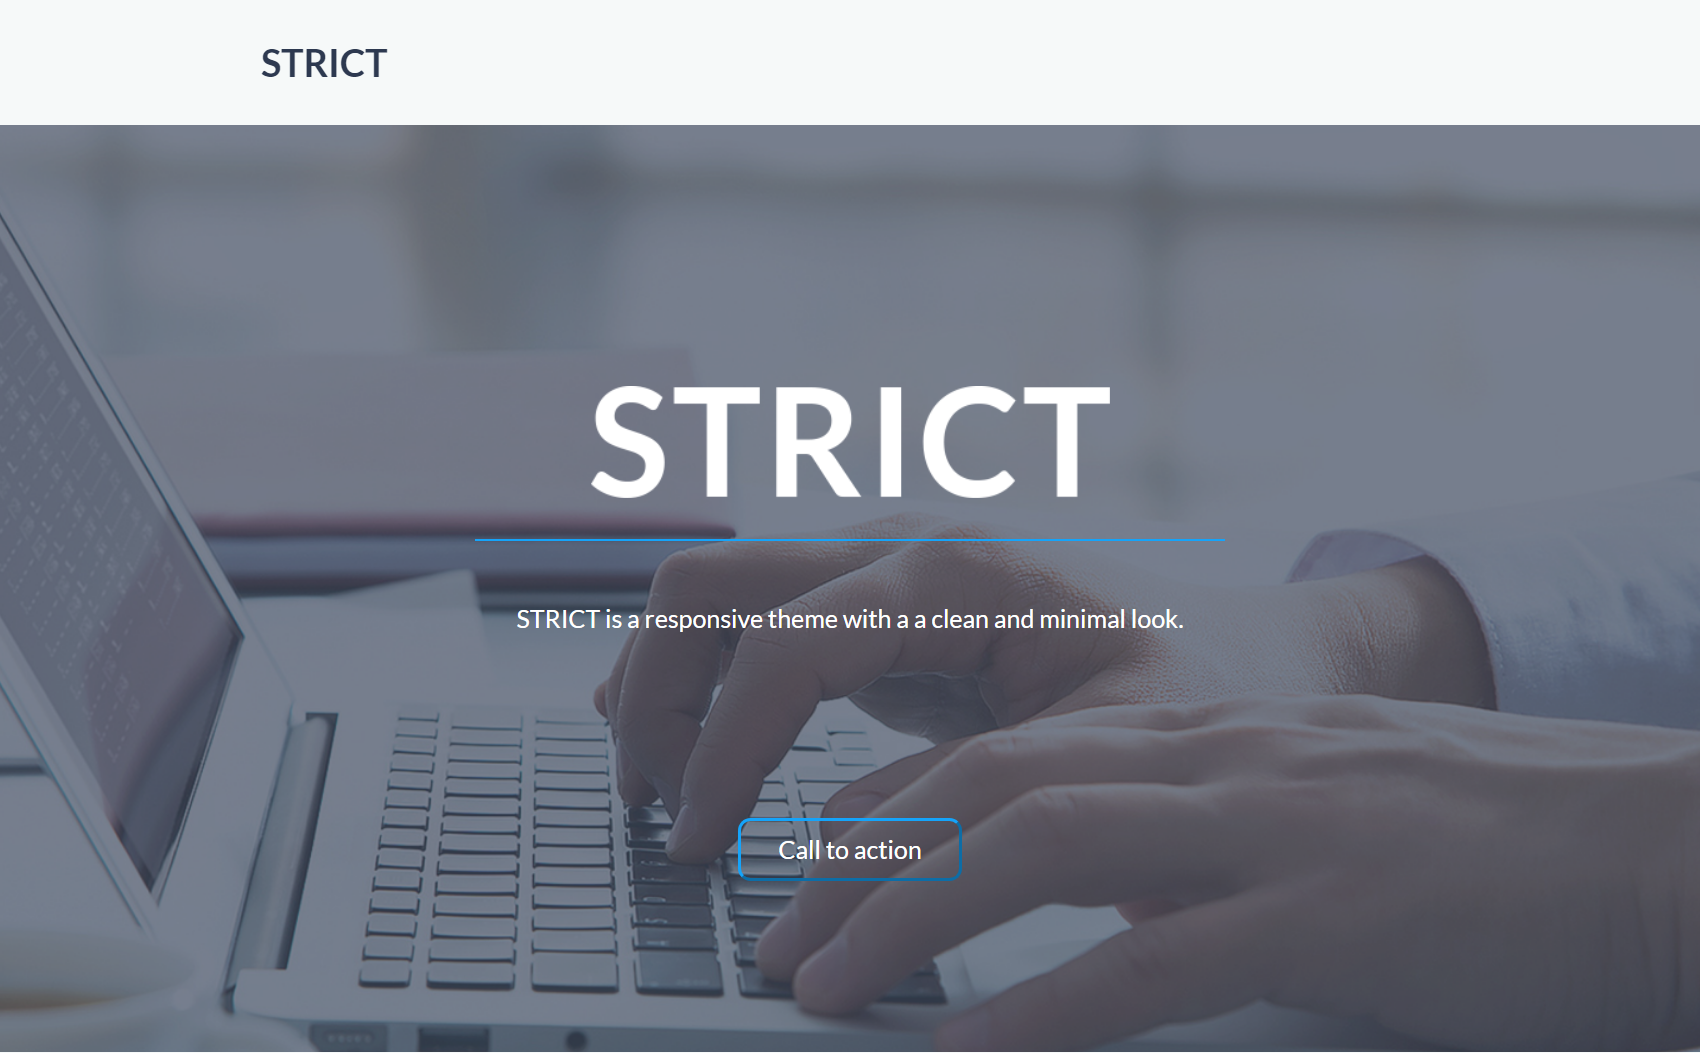 STRICT
STRICT
STRICT is a responsive theme with a a clean and minimal look.
Call to action